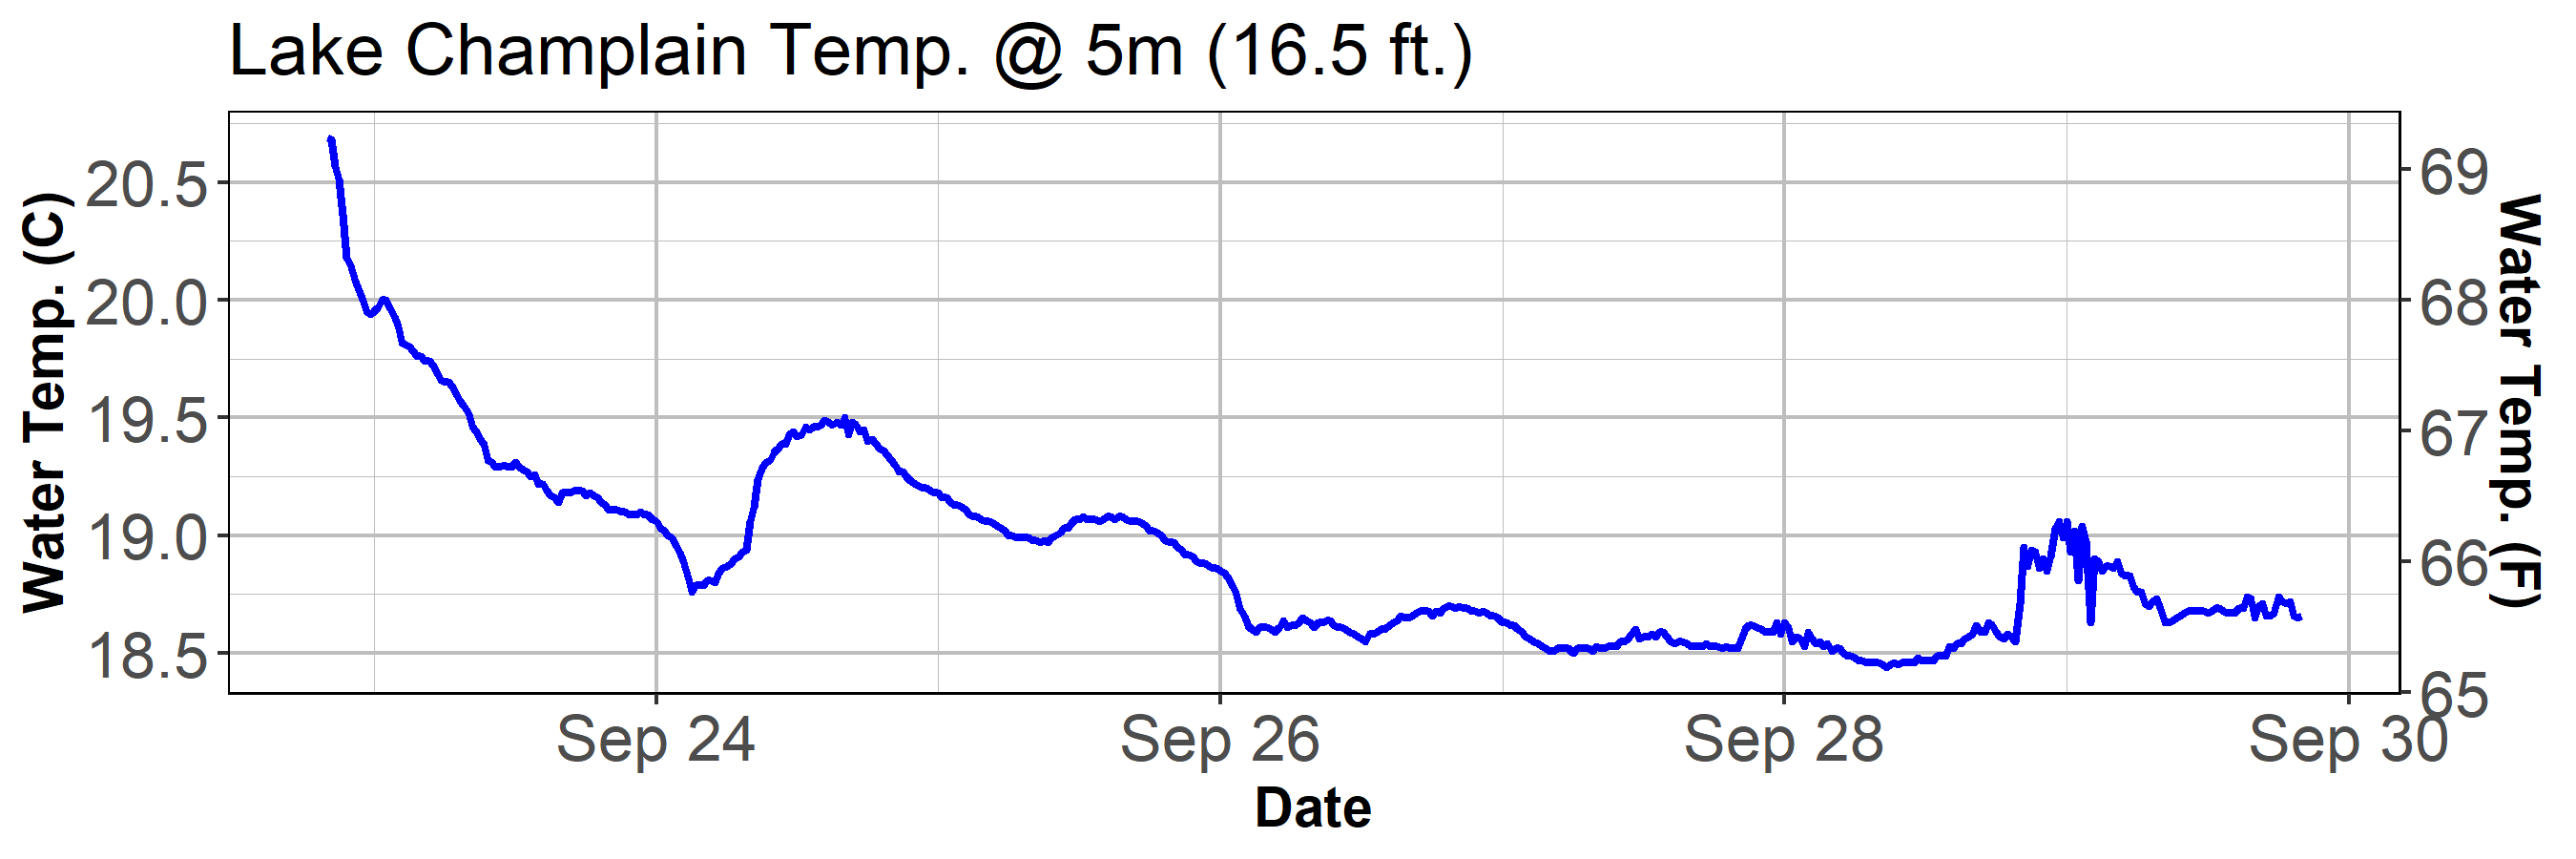 Lake Champlain Temp. @ 5m (16.5 ft.)
Water Temp. (C)
20.5
20.0
19.5
19.0
18.5
69
68
67
66
65
Water Temp. (F)
Sep 24 Sep 26 Sep 28 Sep 30
Date